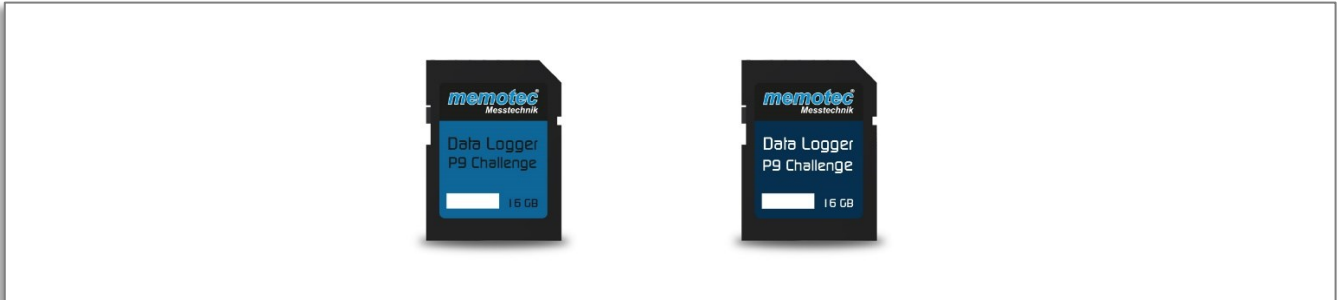 memotec
Messtechnik
Data Logger
P9 Challenge
16 GB
memotec
Messtechnik
Data Logger
P9 Challenge
16 GB